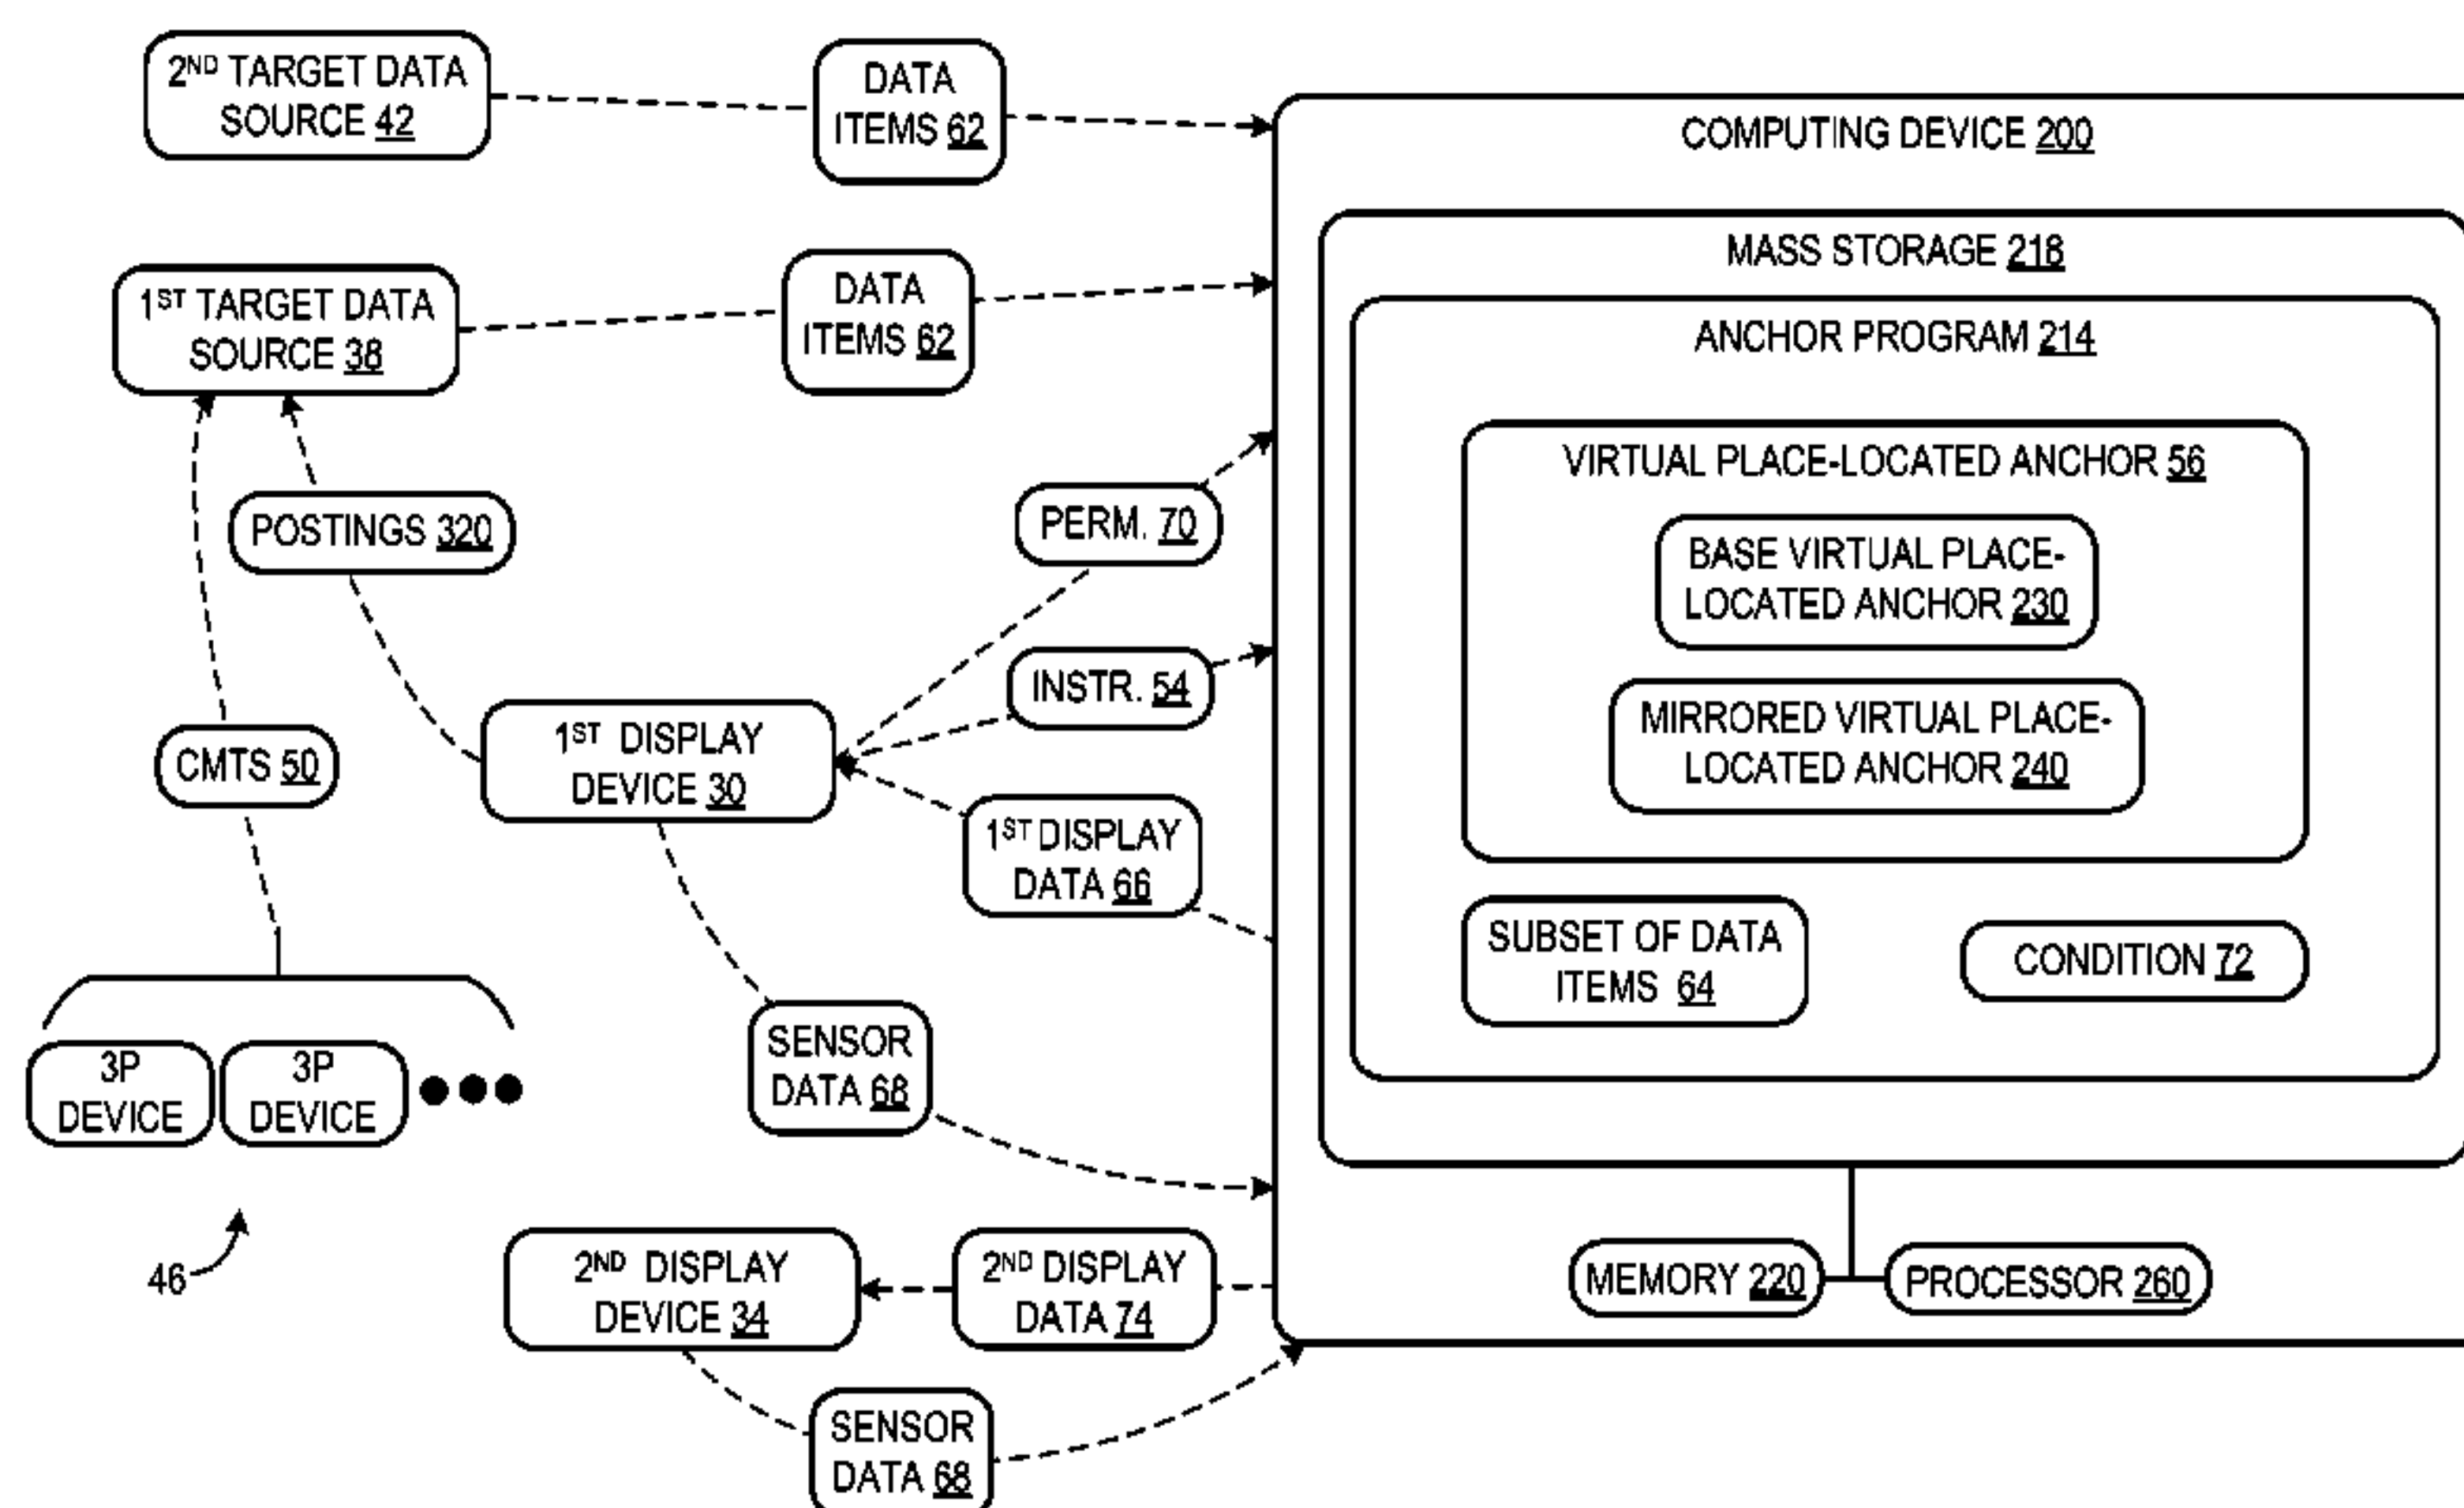 2ND TARGET DATA
SOURCE 42
DATA
ITEMS 62
COMPUTING DEVICE 200
MASS STORAGE 218
1ST TARGET DATA
SOURCE 38
DATA
ITEMS 62
ANCHOR PROGRAM 214
VIRTUAL PLACE-LOCATED ANCHOR 56
POSTINGS 320
PERM. 70
BASE VIRTUAL PLACE-
LOCATED ANCHOR 230
INSTR. 54
MIRRORED VIRTUAL PLACE-
LOCATED ANCHOR 240
CMTS 50
1ST DISPLAY
DEVICE 30
1ST DISPLAY
DATA 66
SUBSET OF DATA
ITEMS 64
CONDITION 72
SENSOR
DATA 68
3P
DEVICE
3P
DEVICE
46
2ND DISPLAY
DEVICE 34
2ND DISPLAY
DATA 74
MEMORY 220
PROCESSOR 260
SENSOR
DATA 68